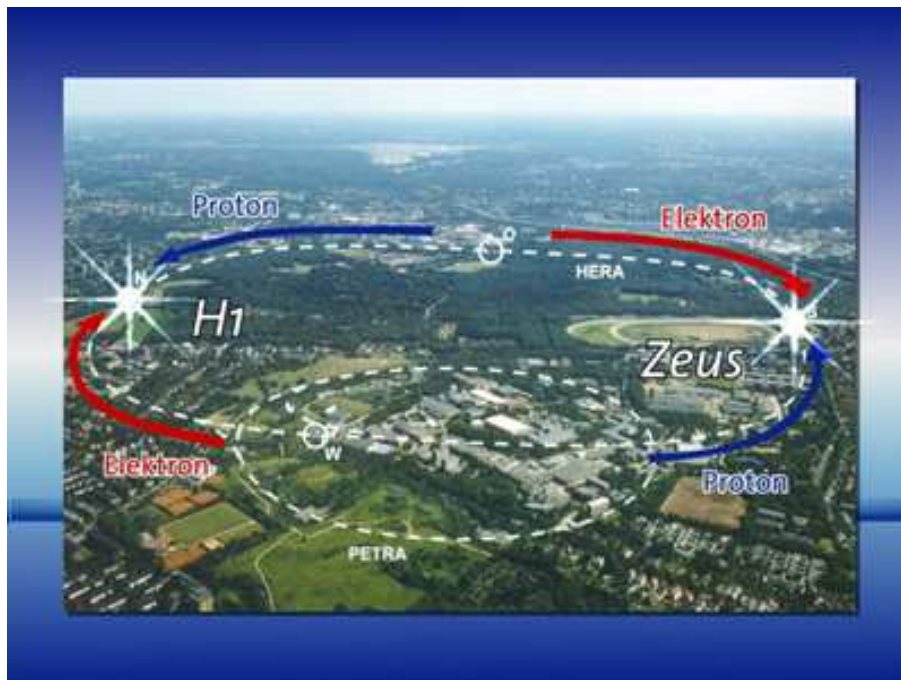 Proton
Elektron
O
HERA
N
H1
S
Zeus
W
Elektron
Proton
PETRA